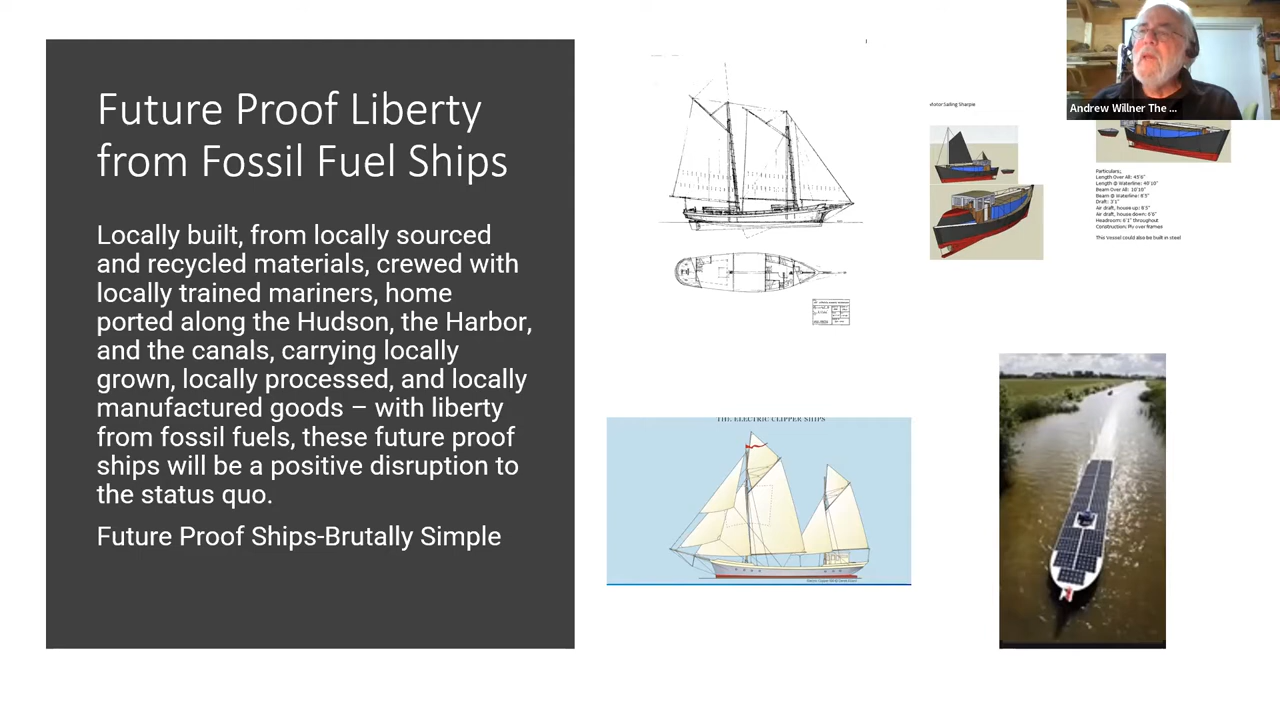 Future Proof Liberty
from Fossil Fuel Ships
Locally built, from locally sourced
and recycled materials, crewed with
locally trained mariners, home
ported along the Hudson, the Harbor,
and the canals, carrying locally
grown, locally processed, and locally
manufactured goods – with liberty
from fossil fuels, these future proof
ships will be a positive disruption to
the status quo.
Future Proof Ships-Brutally Simple
Motor Sailing Sharpie
Andrew Willner The ...
Particulars;
Length Over All: 43'6"
Length @ Waterline: 40'10"
Beam Over All: 10'10"
Beam @ Waterline: 8'3"
Draft: 3'1"
Air draft, house up: 8'5"
Air draft, house down: 6'6"
Headroom: 6'1" throughout
Construction: Ply over frames
This Vessel could also be built in steel
THE ELECTRIC CLIPPER SHIPS